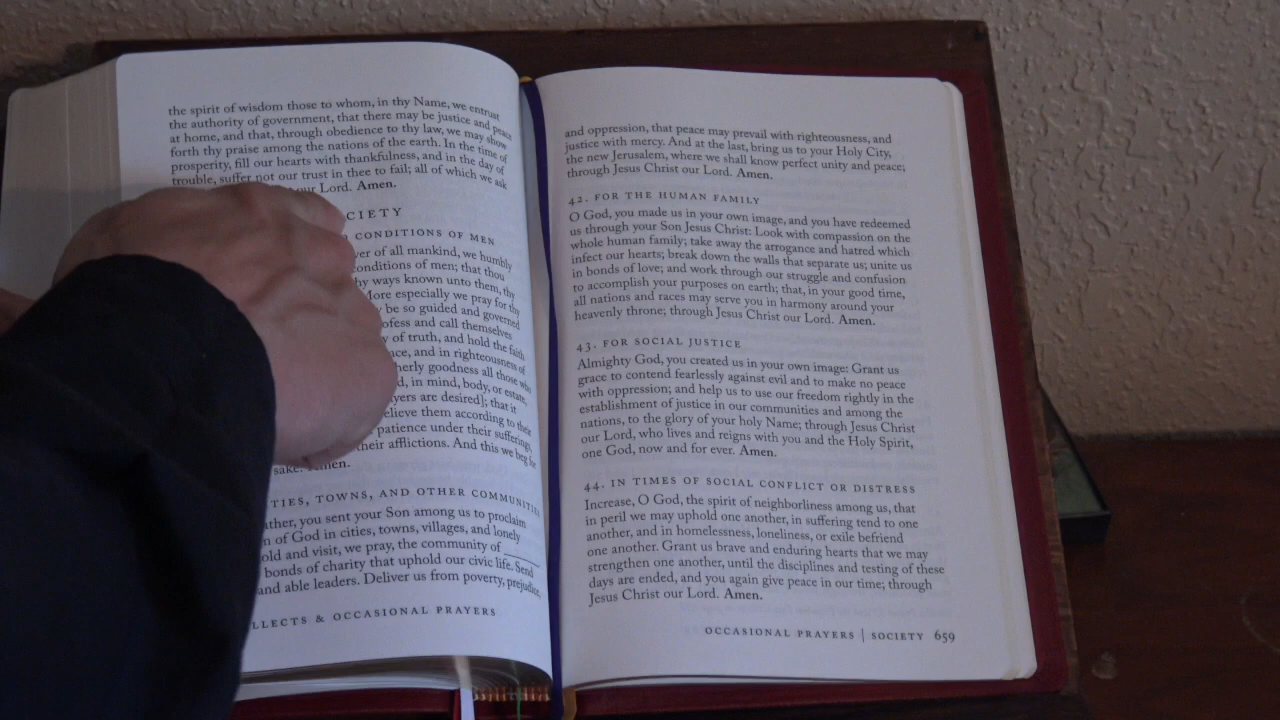 the spirit of wisdom those to whom, in thy Name, we entrust
the authority of government, that there may be justice and peace
at home, and that, through obedience to thy law, we may show
forth thy praise among the nations of the earth. In the time of
prosperity, fill our hearts with thankfulness, and in the day of
trouble, suffer not our trust in thee to fail; all of which we ask
our Lord. Amen.
CIETY
CONDITIONS OF MEN
ver of all mankind, we humbly
conditions of men; that thou
hy ways known unto them, thy
More especially we pray for thy
be so guided and governed
ofess and call themselves
of truth, and hold the faith
ace, and in righteousness of
herly goodness all those who
d, in mind, body, or estate,
ayers are desired]; that it
elieve them according to their
patience under their sufferings,
heir afflictions. And this we beg for
sake. Amen.
TIES, TOWNS, AND OTHER COMMUNITIES
ather, you sent your Son among us to proclaim
n of God in cities, towns, villages, and lonely
old and visit, we pray, the community of ______
bonds of charity that uphold our civic life. Send
and able leaders. Deliver us from poverty, prejudice,
LLECTS & OCCASIONAL PRAYERS
and oppression, that peace may prevail with righteousness, and
justice with mercy. And at the last, bring us to your Holy City,
the new Jerusalem, where we shall know perfect unity and peace;
through Jesus Christ our Lord. Amen.
42. FOR THE HUMAN FAMILY
O God, you made us in your own image, and you have redeemed
us through your Son Jesus Christ: Look with compassion on the
whole human family; take away the arrogance and hatred which
infect our hearts; break down the walls that separate us; unite us
in bonds of love; and work through our struggle and confusion
to accomplish your purposes on earth; that, in your good time,
all nations and races may serve you in harmony around your
heavenly throne; through Jesus Christ our Lord. Amen.
43. FOR SOCIAL JUSTICE
Almighty God, you created us in your own image: Grant us
grace to contend fearlessly against evil and to make no peace
with oppression; and help us to use our freedom rightly in the
establishment of justice in our communities and among the
nations, to the glory of your holy Name; through Jesus Christ
our Lord, who lives and reigns with you and the Holy Spirit,
one God, now and for ever. Amen.
44. IN TIMES OF SOCIAL CONFLICT OR DISTRESS
Increase, O God, the spirit of neighborliness among us, that
in peril we may uphold one another, in suffering tend to one
another, and in homelessness, loneliness, or exile befriend
one another. Grant us brave and enduring hearts that we may
strengthen one another, until the disciplines and testing of these
days are ended, and you again give peace in our time; through
Jesus Christ our Lord. Amen.
OCCASIONAL PRAYERS | SOCIETY 659